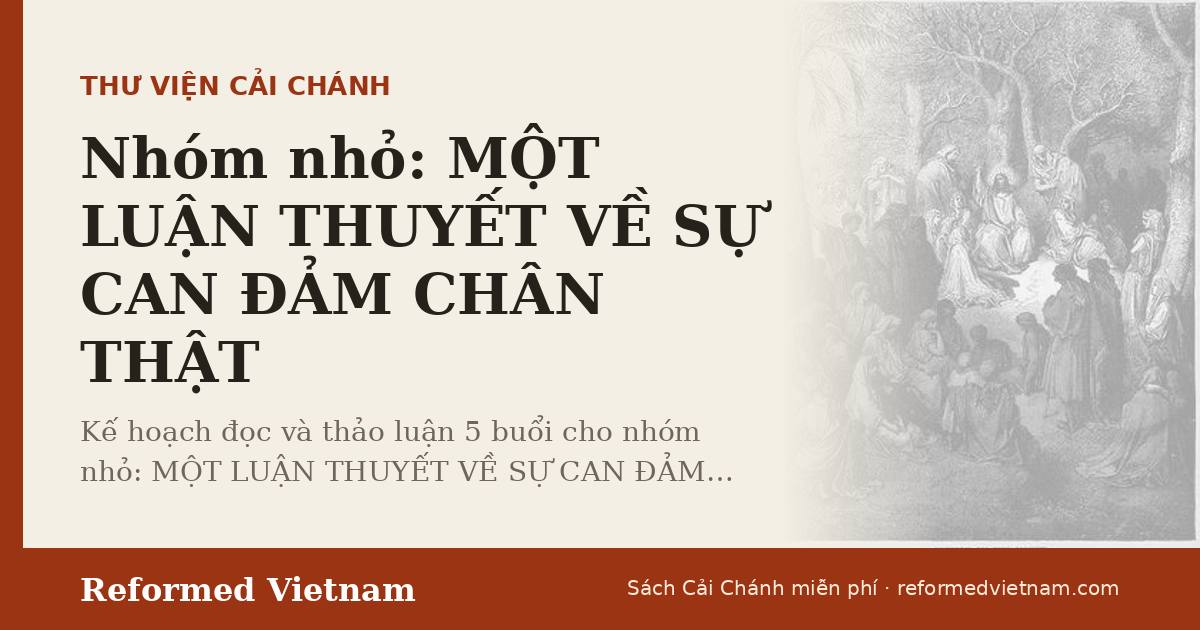 THƯ VIỆN CẢI CHÁNH
Nhóm nhỏ: MỘT
LUẬN THUYẾT VỀ SỰ
CAN ĐẢM CHÂN
THẬT
Kế hoạch đọc và thảo luận 5 buổi cho nhóm
nhỏ: MỘT LUẬN THUYẾT VỀ SỰ CAN ĐẢM…
Reformed Vietnam
Sách Cải Chánh miễn phí · reformedvietnam.com